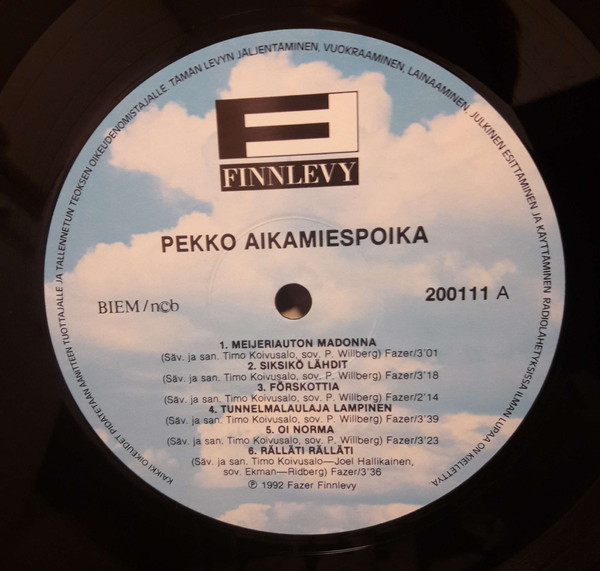 KAIKKI OIKEUDET PIDÄTETÄÄN ÄÄNITTEEN TUOTTAJALLE JA TALLENNETUN TEOKSEN OIKEUDENOMISTAJALLE. TÄMÄN LEVYN JÄLJENTÄMINEN, VUOKRAAMINEN, LAINAAMINEN, JULKINEN ESITTÄMINEN JA KÄYTTÄMINEN RADIOLÄHETYKSISSÄ ILMAN LUPAA ON KIELLETTYÄ
FINNLEVY
PEKKO AIKAMIESPOIKA
BIEM/n©b
200111 A
1. MEIJERIAUTON MADONNA
(Säv. ja san. Timo Koivusalo, sov. P. Willberg) Fazer/3'01
2. SIKSIKÖ LÄHDIT
(Säv. ja san. Timo Koivusalo, sov. P. Willberg) Fazer/3'18
3. FÖRSKOTTIA
(Säv. ja san. Timo Koivusalo, sov. P. Willberg) Fazer/2'14
4. TUNNELMALAULAJA LAMPINEN
(Säv. ja san. Timo Koivusalo, sov. P. Willberg) Fazer/3'39
5. OI NORMA
(Säv. ja san. Timo Koivusalo, sov. P. Willberg) Fazer/3'23
6. RÄLLÄTI RÄLLÄTI
(Säv. ja san. Timo Koivusalo—Joel Hallikainen,
sov. Ekman—Ridberg) Fazer/3'36
℗ 1992 Fazer Finnlevy